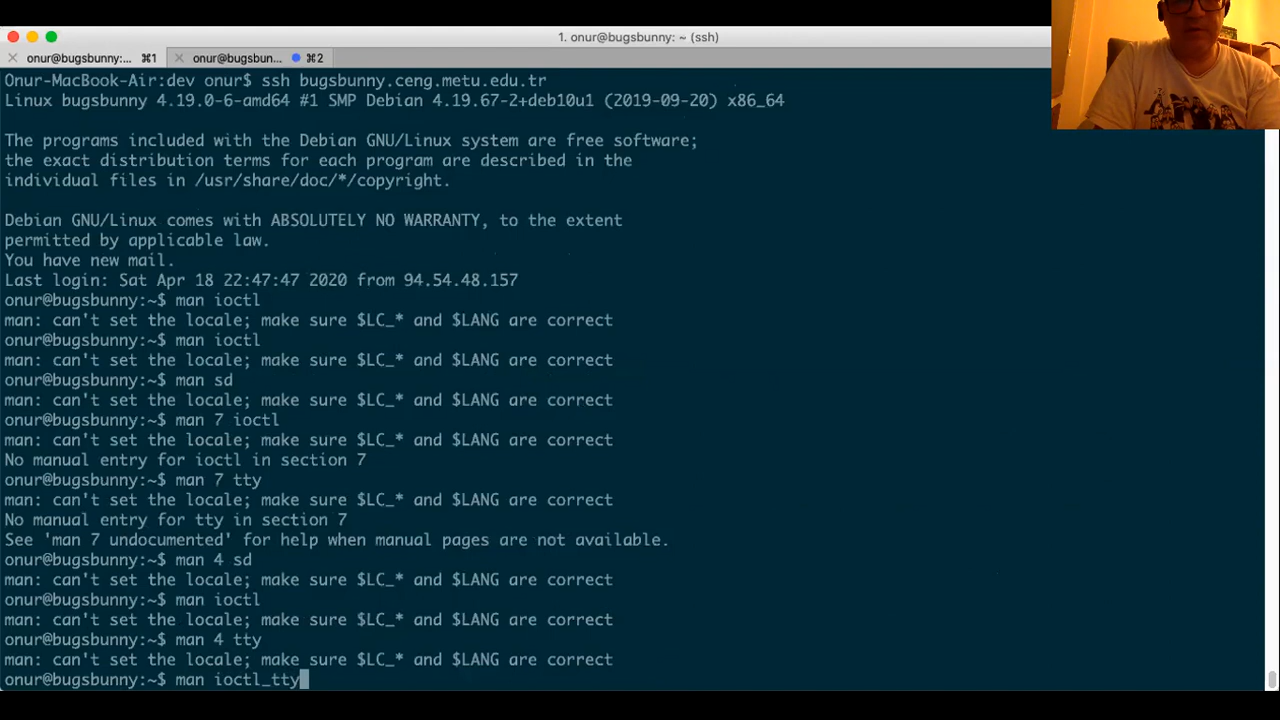 1. onur@bugsbunny: ~ (ssh)
onur@bugsbunny:... ⌘1 onur@bugsbun... ⌘2
Onur-MacBook-Air:dev onur$ ssh bugsbunny.ceng.metu.edu.tr
Linux bugsbunny 4.19.0-6-amd64 #1 SMP Debian 4.19.67-2+deb10u1 (2019-09-20) x86_64
The programs included with the Debian GNU/Linux system are free software;
the exact distribution terms for each program are described in the
individual files in /usr/share/doc/*/copyright.
Debian GNU/Linux comes with ABSOLUTELY NO WARRANTY, to the extent
permitted by applicable law.
You have new mail.
Last login: Sat Apr 18 22:47:47 2020 from 94.54.48.157
onur@bugsbunny:~$ man ioctl
man: can't set the locale; make sure $LC_* and $LANG are correct
onur@bugsbunny:~$ man ioctl
man: can't set the locale; make sure $LC_* and $LANG are correct
onur@bugsbunny:~$ man sd
man: can't set the locale; make sure $LC_* and $LANG are correct
onur@bugsbunny:~$ man 7 ioctl
man: can't set the locale; make sure $LC_* and $LANG are correct
No manual entry for ioctl in section 7
onur@bugsbunny:~$ man 7 tty
man: can't set the locale; make sure $LC_* and $LANG are correct
No manual entry for tty in section 7
See 'man 7 undocumented' for help when manual pages are not available.
onur@bugsbunny:~$ man 4 sd
man: can't set the locale; make sure $LC_* and $LANG are correct
onur@bugsbunny:~$ man ioctl
man: can't set the locale; make sure $LC_* and $LANG are correct
onur@bugsbunny:~$ man 4 tty
man: can't set the locale; make sure $LC_* and $LANG are correct
onur@bugsbunny:~$ man ioctl_tty